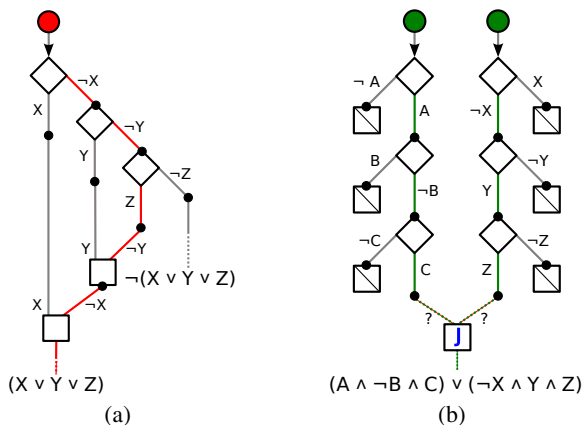 ¬X
X
¬Y
Y
¬Z
Z
Y
¬Y
¬(X ∨ Y ∨ Z)
X
¬X
(X ∨ Y ∨ Z)
(a)
¬ A
A
X
¬X
B
¬B
¬Y
Y
¬C
C
¬Z
Z
?
?
J
(A ∧ ¬B ∧ C) ∨ (¬X ∧ Y ∧ Z)
(b)